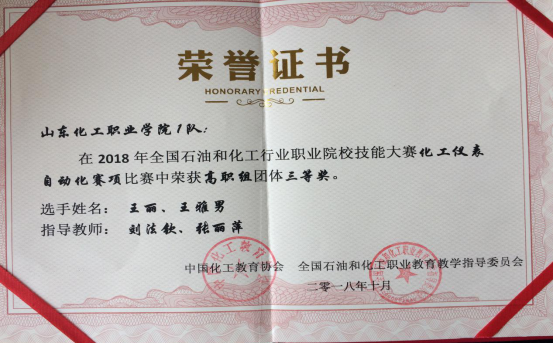 荣誉证书
HONORARY CREDENTIAL
山东化工职业学院1队：
在2018年全国石油和化工行业职业院校技能大赛化工仪表
自动化赛项比赛中荣获高职组团体三等奖。
选手姓名：王丽、王雅男
指导教师：刘法钦、张丽萍
中国化工教育协会 全国石油和化工职业教育教学指导委员会
二〇一八年十月